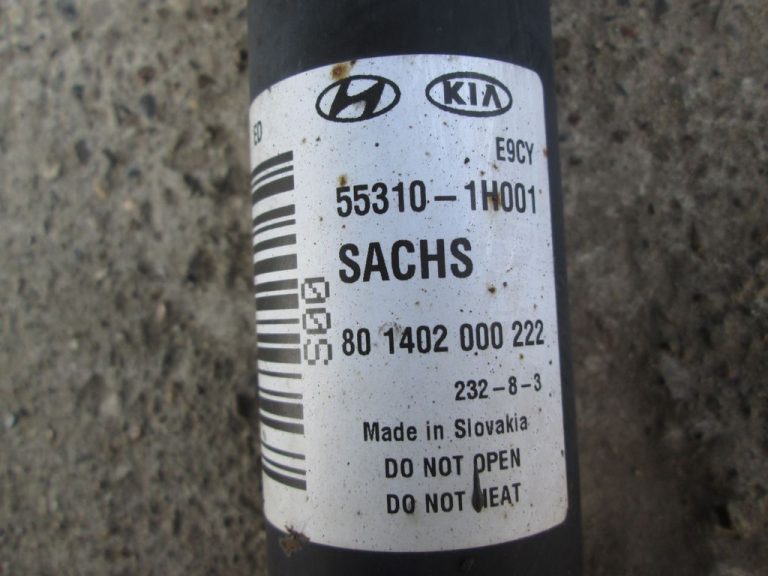 KIA
ED
E9CY
55310-1H001
SACHS
S00
80 1402 000 222
232-8-3
Made in Slovakia
DO NOT OPEN
DO NOT HEAT